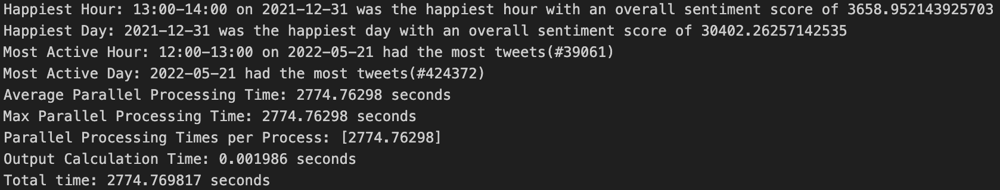 Happiest Hour: 13:00-14:00 on 2021-12-31 was the happiest hour with an overall sentiment score of 3658.952143925703
Happiest Day: 2021-12-31 was the happiest day with an overall sentiment score of 30402.26257142535
Most Active Hour: 12:00-13:00 on 2022-05-21 had the most tweets(#39061)
Most Active Day: 2022-05-21 had the most tweets(#424372)
Average Parallel Processing Time: 2774.76298 seconds
Max Parallel Processing Time: 2774.76298 seconds
Parallel Processing Times per Process: [2774.76298]
Output Calculation Time: 0.001986 seconds
Total time: 2774.769817 seconds